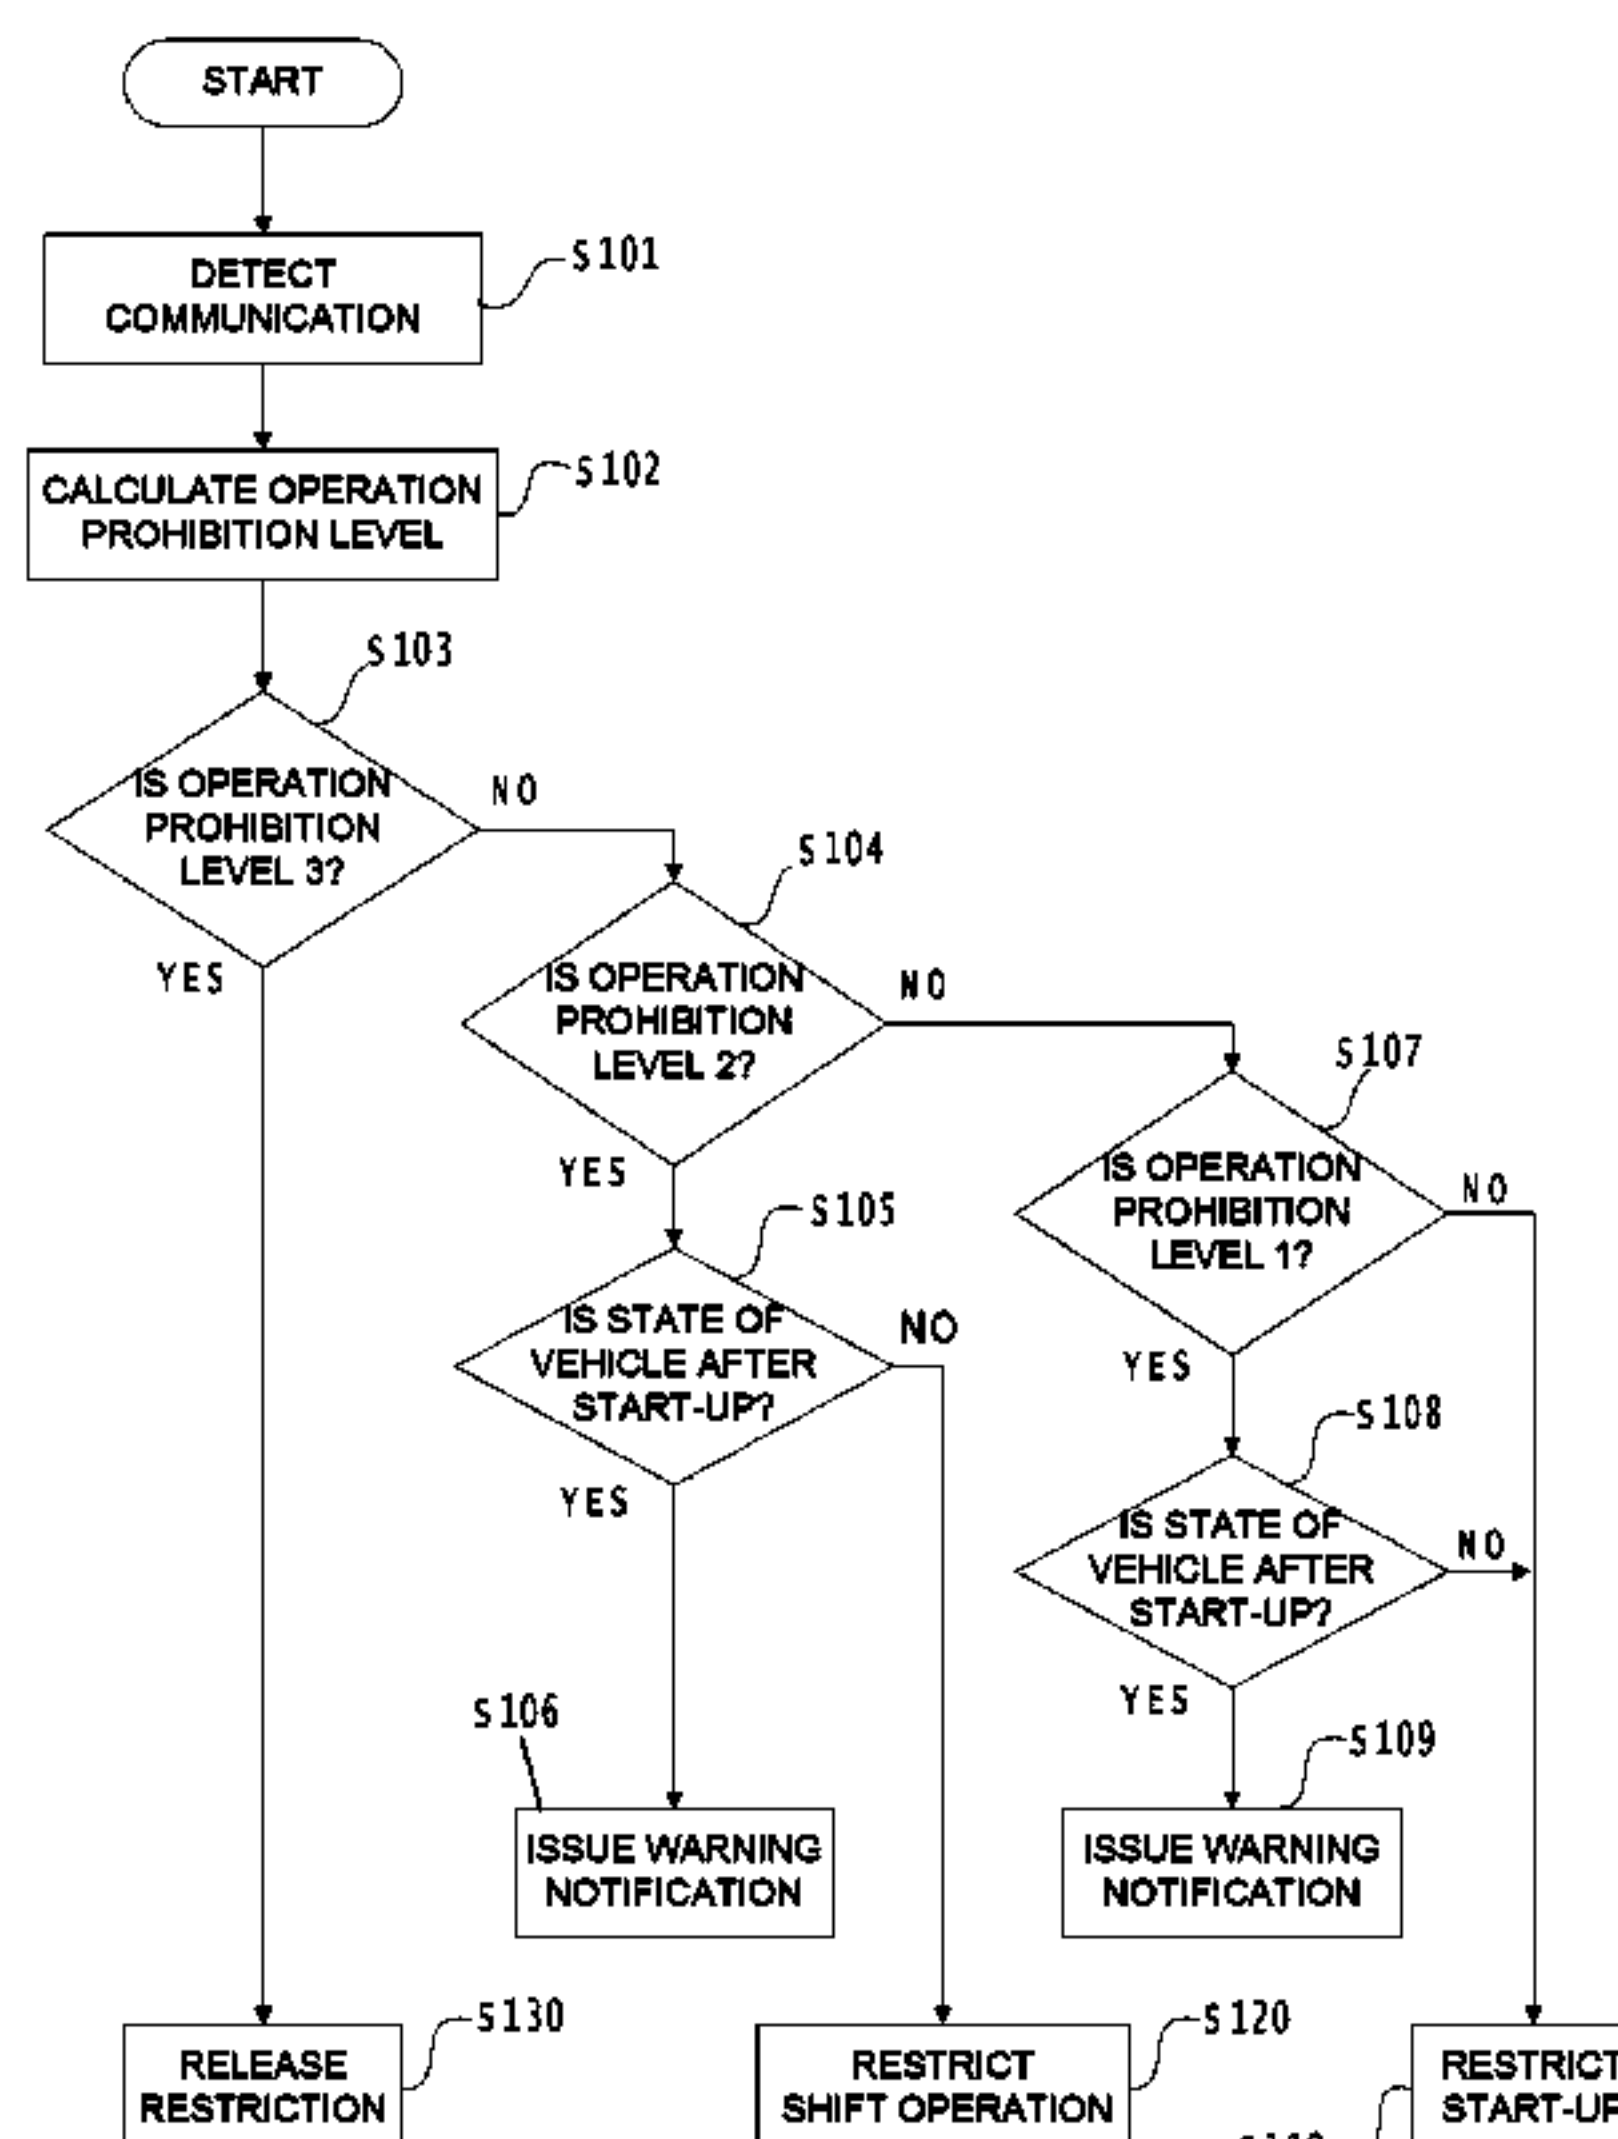 START
DETECT
COMMUNICATION
S101
CALCULATE OPERATION
PROHIBITION LEVEL
S102
S103
IS OPERATION
PROHIBITION
LEVEL 3?
NO
YES
S104
IS OPERATION
PROHIBITION
LEVEL 2?
NO
YES
S107
IS OPERATION
PROHIBITION
LEVEL 1?
NO
YES
S105
IS STATE OF
VEHICLE AFTER
START-UP?
NO
YES
S108
IS STATE OF
VEHICLE AFTER
START-UP?
NO
YES
S106
ISSUE WARNING
NOTIFICATION
S109
ISSUE WARNING
NOTIFICATION
S130
RELEASE
RESTRICTION
S120
RESTRICT
SHIFT OPERATION
RESTRICT
START-UP